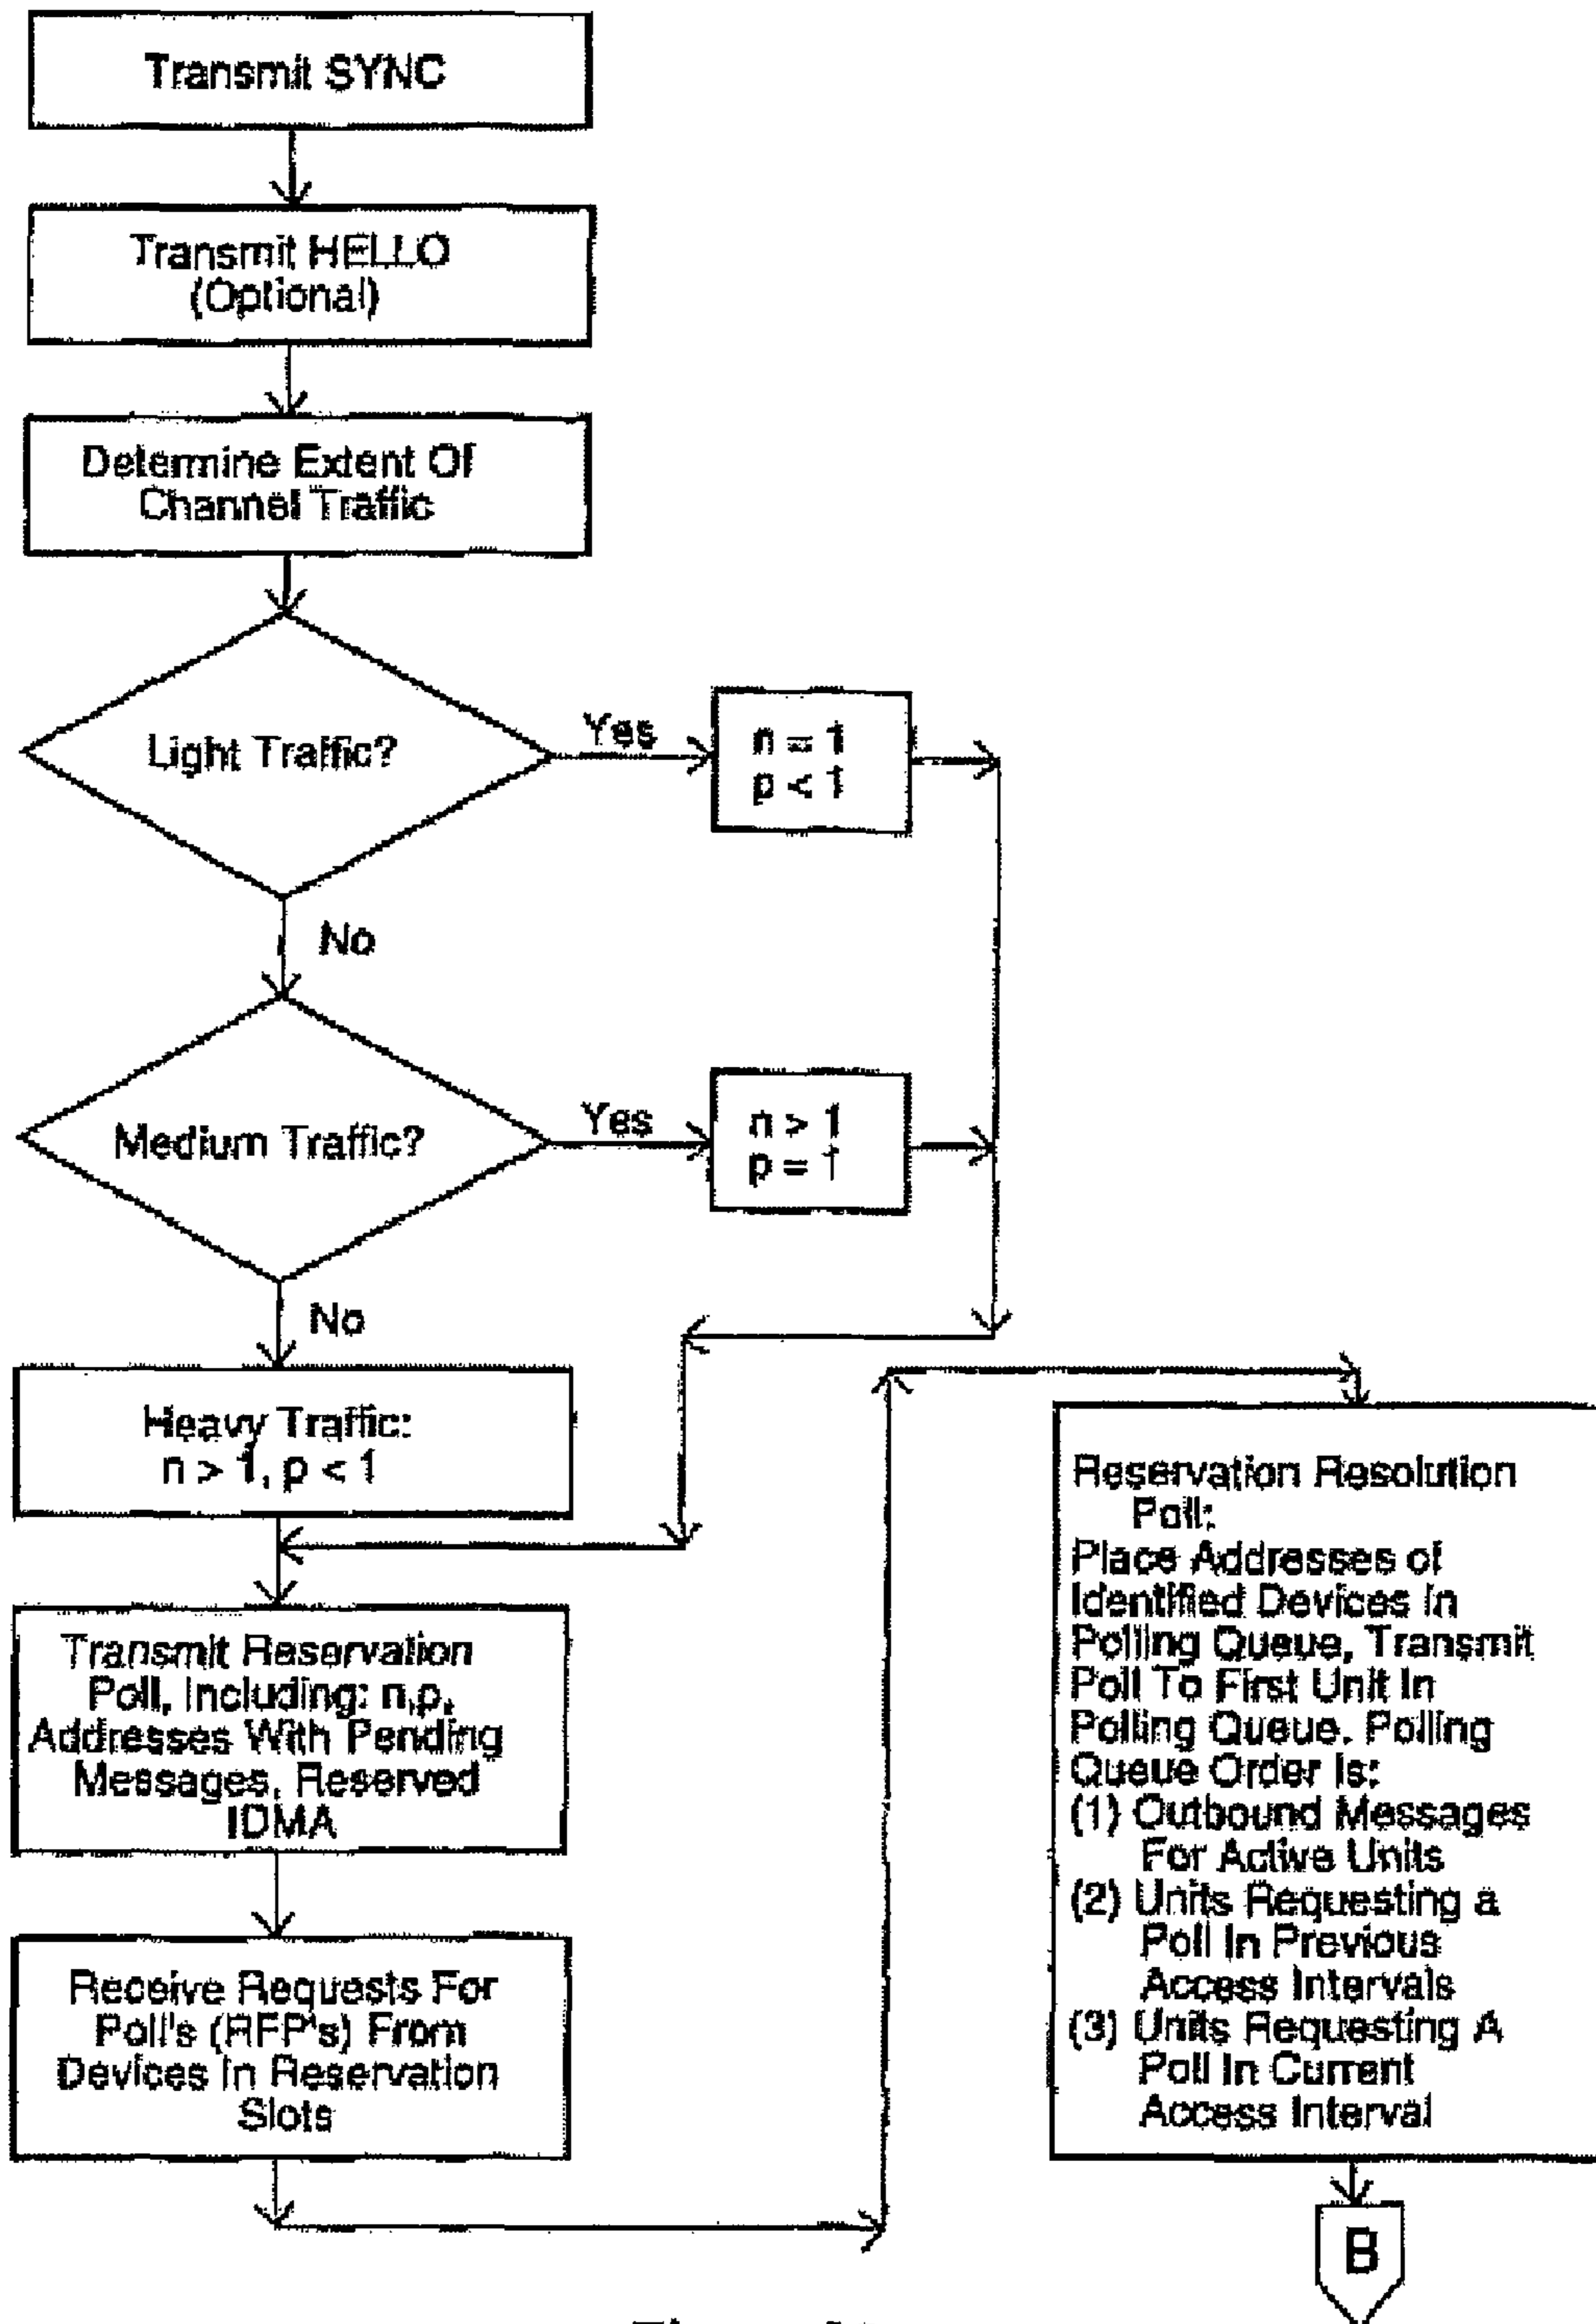 Transmit SYNC
Transmit HELLO
(Optional)
Determine Extent Of
Channel Traffic
Light Traffic?
Yes
n = 1
p < 1
No
Medium Traffic?
Yes
n > 1
p = 1
No
Heavy Traffic:
n > 1, p < 1
Transmit Reservation
Poll, Including: n,p,
Addresses With Pending
Messages, Reserved
IDMA
Receive Requests For
Poll's (RFP's) From
Devices In Reservation
Slots
Reservation Resolution
Poll:
Place Addresses of
Identified Devices In
Polling Queue, Transmit
Poll To First Unit In
Polling Queue. Polling
Queue Order Is:
(1) Outbound Messages
For Active Units
(2) Units Requesting a
Poll In Previous
Access Intervals
(3) Units Requesting A
Poll In Current
Access Interval
B